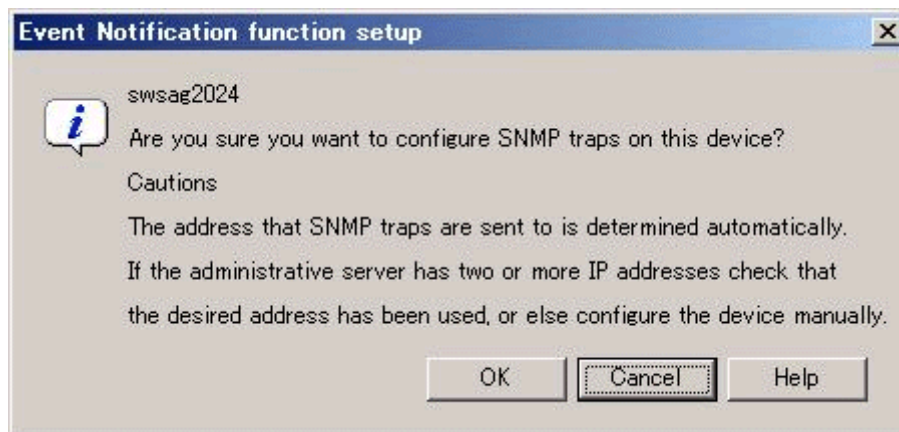 Event Notification function setup
swsag2024
Are you sure you want to configure SNMP traps on this device?
Cautions
The address that SNMP traps are sent to is determined automatically.
If the administrative server has two or more IP addresses check that
the desired address has been used, or else configure the device manually.
OK Cancel Help